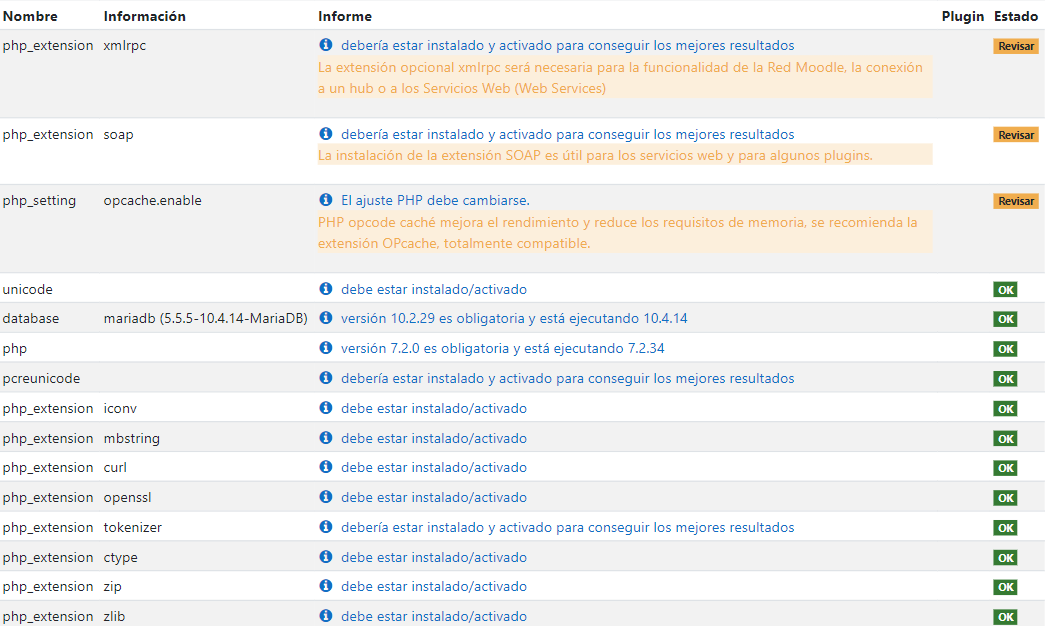 Nombre Información Informe Plugin Estado
php_extension xmlrpc debería estar instalado y activado para conseguir los mejores resultados Revisar
La extensión opcional xmlrpc será necesaria para la funcionalidad de la Red Moodle, la conexión
a un hub o a los Servicios Web (Web Services)
php_extension soap debería estar instalado y activado para conseguir los mejores resultados Revisar
La instalación de la extensión SOAP es útil para los servicios web y para algunos plugins.
php_setting opcache.enable El ajuste PHP debe cambiarse. Revisar
PHP opcode caché mejora el rendimiento y reduce los requisitos de memoria, se recomienda la
extensión OPcache, totalmente compatible.
unicode debe estar instalado/activado OK
database mariadb (5.5.5-10.4.14-MariaDB) versión 10.2.29 es obligatoria y está ejecutando 10.4.14 OK
php versión 7.2.0 es obligatoria y está ejecutando 7.2.34 OK
pcreunicode debería estar instalado y activado para conseguir los mejores resultados OK
php_extension iconv debe estar instalado/activado OK
php_extension mbstring debe estar instalado/activado OK
php_extension curl debe estar instalado/activado OK
php_extension openssl debe estar instalado/activado OK
php_extension tokenizer debería estar instalado y activado para conseguir los mejores resultados OK
php_extension ctype debe estar instalado/activado OK
php_extension zip debe estar instalado/activado OK
php_extension zlib debe estar instalado/activado OK